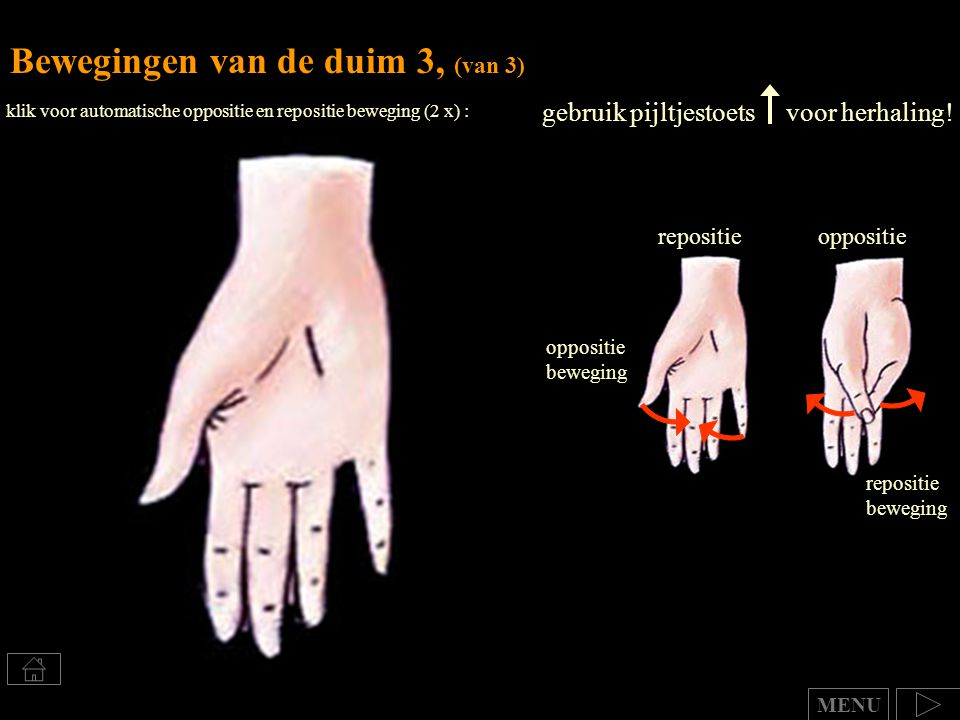 Bewegingen van de duim 3, (van 3)
klik voor automatische oppositie en repositie beweging (2 x) :
gebruik pijltjestoets voor herhaling!
repositie oppositie
oppositie
beweging
repositie
beweging
MENU